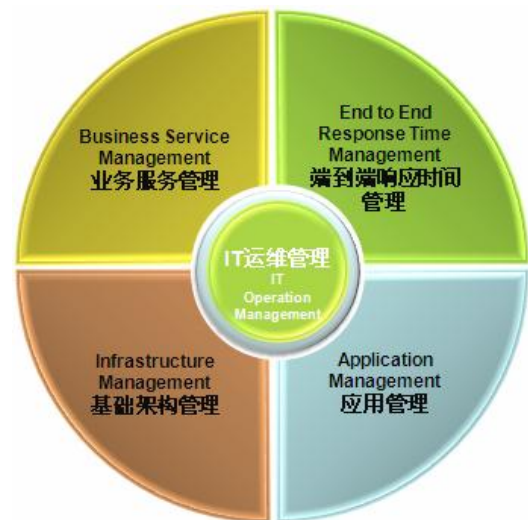 Business Service
Management
业务服务管理
End to End
Response Time
Management
端到端响应时间
管理
IT运维管理
IT
Operation
Management
Infrastructure
Management
基础架构管理
Application
Management
应用管理